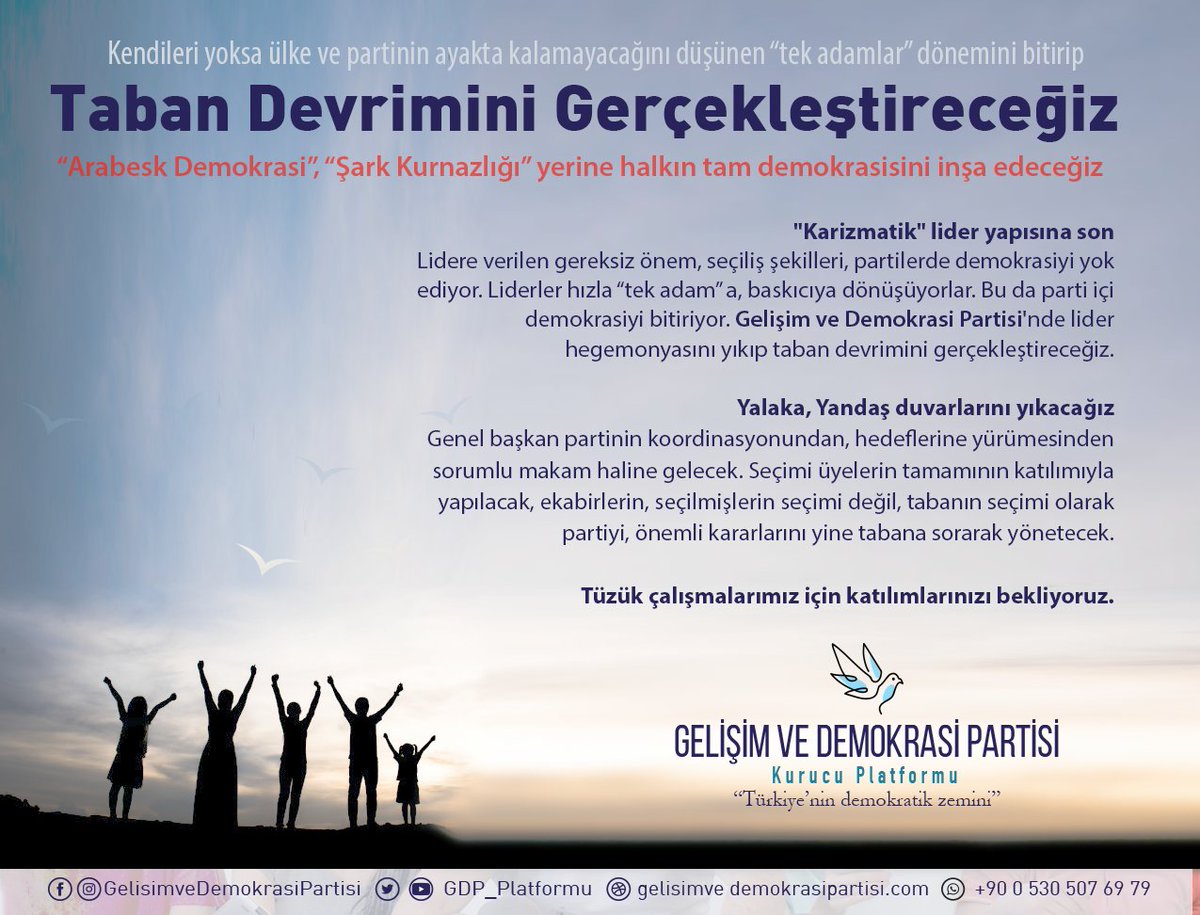 Kendileri yoksa ülke ve partinin ayakta kalamayacağını düşünen “tek adamlar” dönemini bitirip
Taban Devrimini Gerçekleştireceğiz
“Arabesk Demokrasi”, “Şark Kurnazlığı” yerine halkın tam demokrasisini inşa edeceğiz
"Karizmatik" lider yapısına son
Lidere verilen gereksiz önem, seçiliş şekilleri, partilerde demokrasiyi yok
ediyor. Liderler hızla “tek adam” a, baskıcıya dönüşüyorlar. Bu da parti içi
demokrasiyi bitiriyor. Gelişim ve Demokrasi Partisi'nde lider
hegemonyasını yıkıp taban devrimini gerçekleştireceğiz.
Yalaka, Yandaş duvarlarını yıkacağız
Genel başkan partinin koordinasyonundan, hedeflerine yürümesinden
sorumlu makam haline gelecek. Seçimi üyelerin tamamının katılımıyla
yapılacak, ekabirlerin, seçilmişlerin seçimi değil, tabanın seçimi olarak
partiyi, önemli kararlarını yine tabana sorarak yönetecek.
Tüzük çalışmalarımız için katılımlarınızı bekliyoruz.
GELİŞİM VE DEMOKRASİ PARTİSİ
Kurucu Platformu
“Türkiye’nin demokratik zemini”
GelisimveDemokrasiPartisi GDP_Platformu gelisimve demokrasipartisi.com +90 0 530 507 69 79